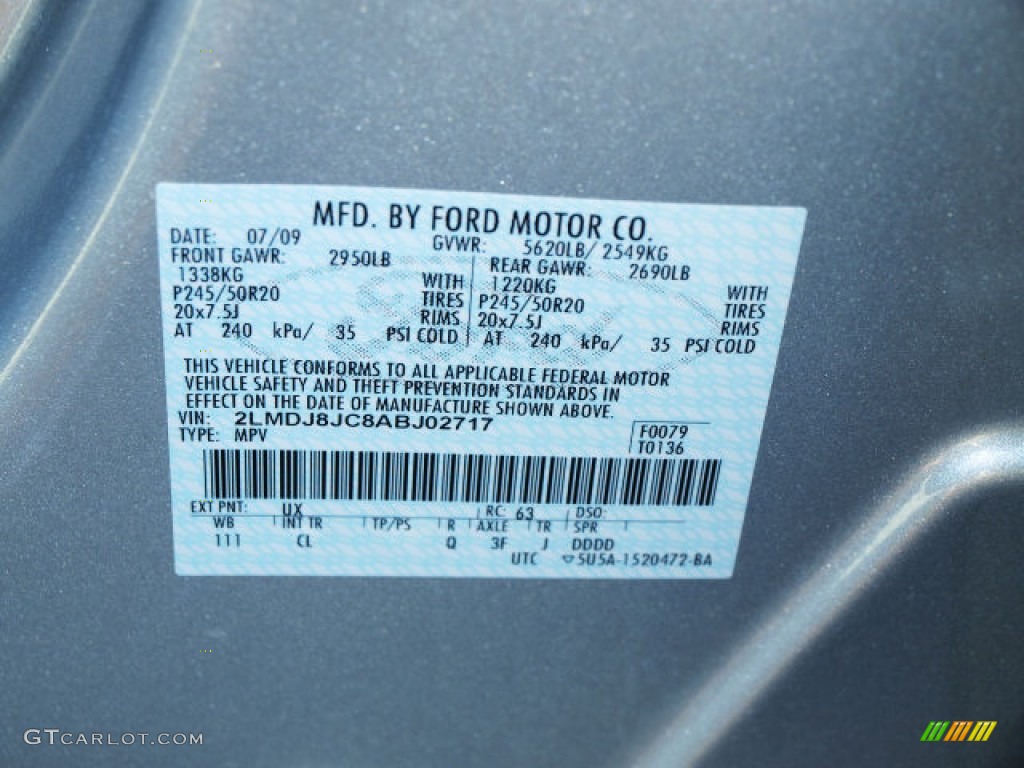 MFD. BY FORD MOTOR CO.
DATE: 07/09 GVWR: 5620LB/ 2549KG
FRONT GAWR: 2950LB REAR GAWR: 2690LB
1338KG WITH 1220KG WITH
P245/50R20 TIRES P245/50R20 TIRES
20x7.5J RIMS 20x7.5J RIMS
AT 240 kPa/ 35 PSI COLD AT 240 kPa/ 35 PSI COLD
THIS VEHICLE CONFORMS TO ALL APPLICABLE FEDERAL MOTOR
VEHICLE SAFETY AND THEFT PREVENTION STANDARDS IN
EFFECT ON THE DATE OF MANUFACTURE SHOWN ABOVE.
VIN: 2LMDJ8JC8ABJ02717 F0079
TYPE: MPV T0136
EXT PNT: UX RC: 63 DSO:
WB INT TR TP/PS R AXLE TR SPR
111 CL Q 3F J DDDD
UTC 5U5A-1520472-BA
GTCARLOT.COM